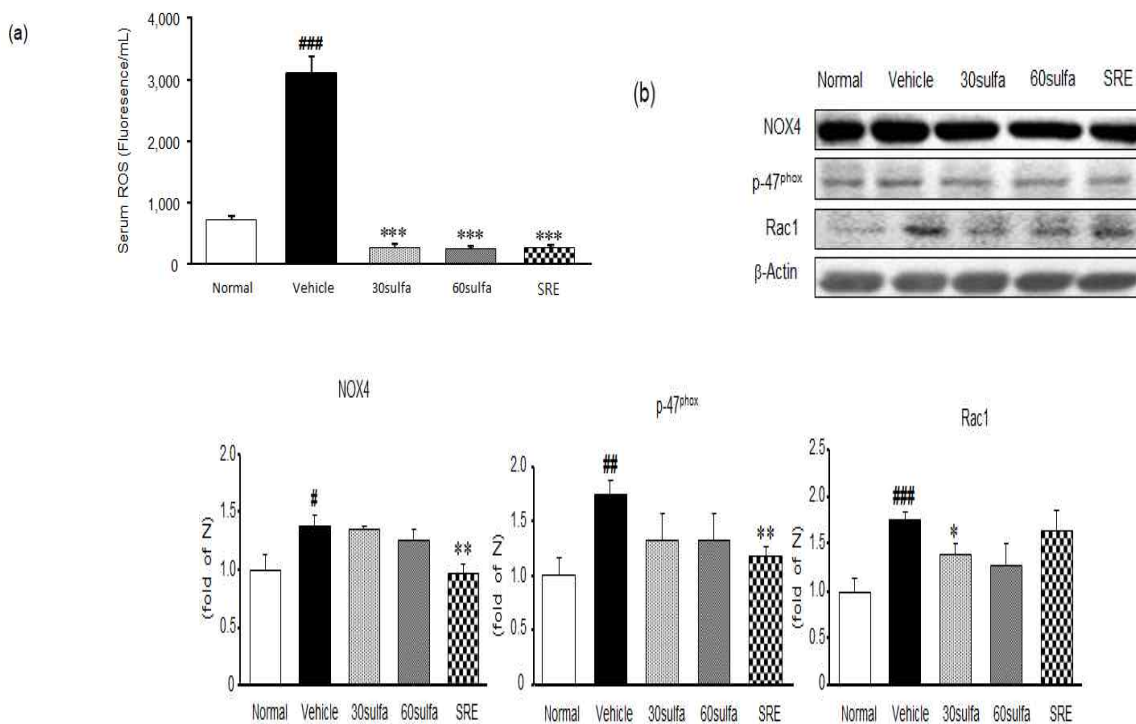 (a)
4,000
3,000
2,000
1,000
0
Serum ROS (Fluoresence/mL)
###
***
***
***
Normal Vehicle 30sulfa 60sulfa SRE
(b)
Normal Vehicle 30sulfa 60sulfa SRE
NOX4
p-47phox
Rac1
β-Actin
NOX4
2.0
1.5
1.0
0.5
0
(fold of N)
#
**
Normal Vehicle 30sulfa 60sulfa SRE
p-47phox
2.0
1.5
1.0
0.5
0
(fold of N)
##
**
Normal Vehicle 30sulfa 60sulfa SRE
Rac1
2.5
2.0
1.5
1.0
0.5
0
(fold of N)
###
*
Normal Vehicle 30sulfa 60sulfa SRE